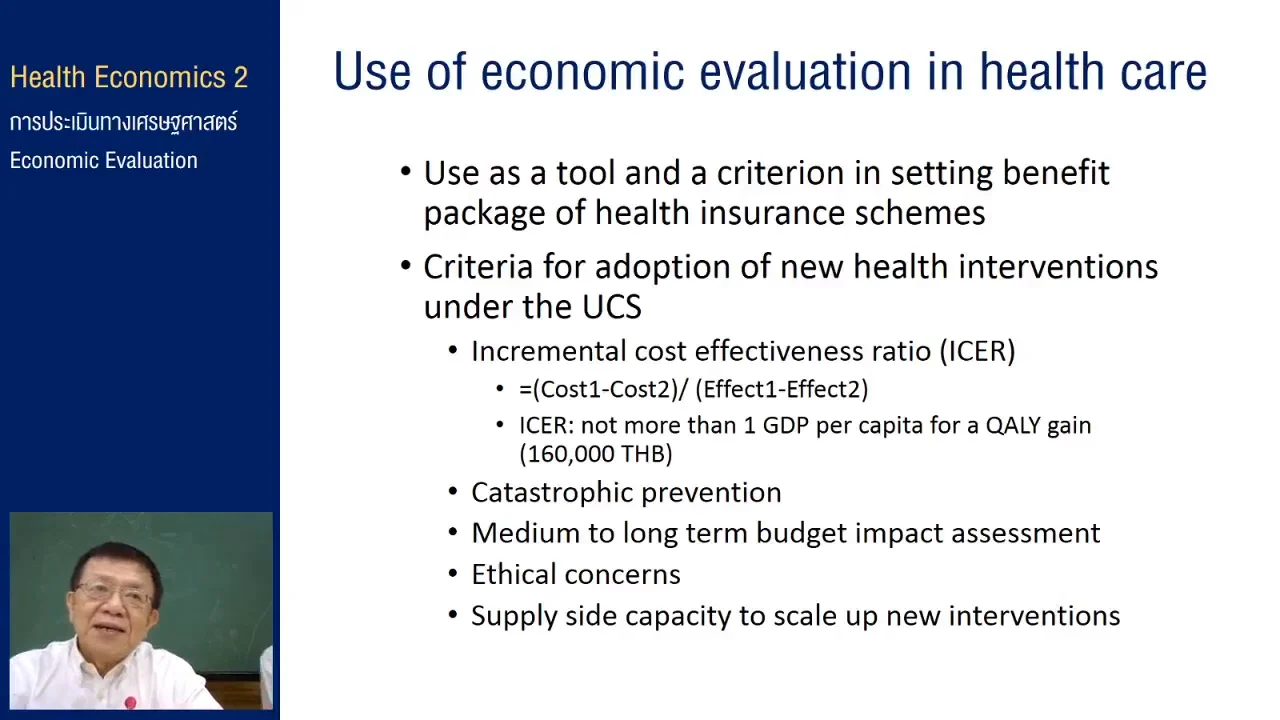 Health Economics 2
การประเมินทางเศรษฐศาสตร์
Economic Evaluation
Use of economic evaluation in health care
• Use as a tool and a criterion in setting benefit
package of health insurance schemes
• Criteria for adoption of new health interventions
under the UCS
• Incremental cost effectiveness ratio (ICER)
• =(Cost1-Cost2)/ (Effect1-Effect2)
• ICER: not more than 1 GDP per capita for a QALY gain
(160,000 THB)
• Catastrophic prevention
• Medium to long term budget impact assessment
• Ethical concerns
• Supply side capacity to scale up new interventions